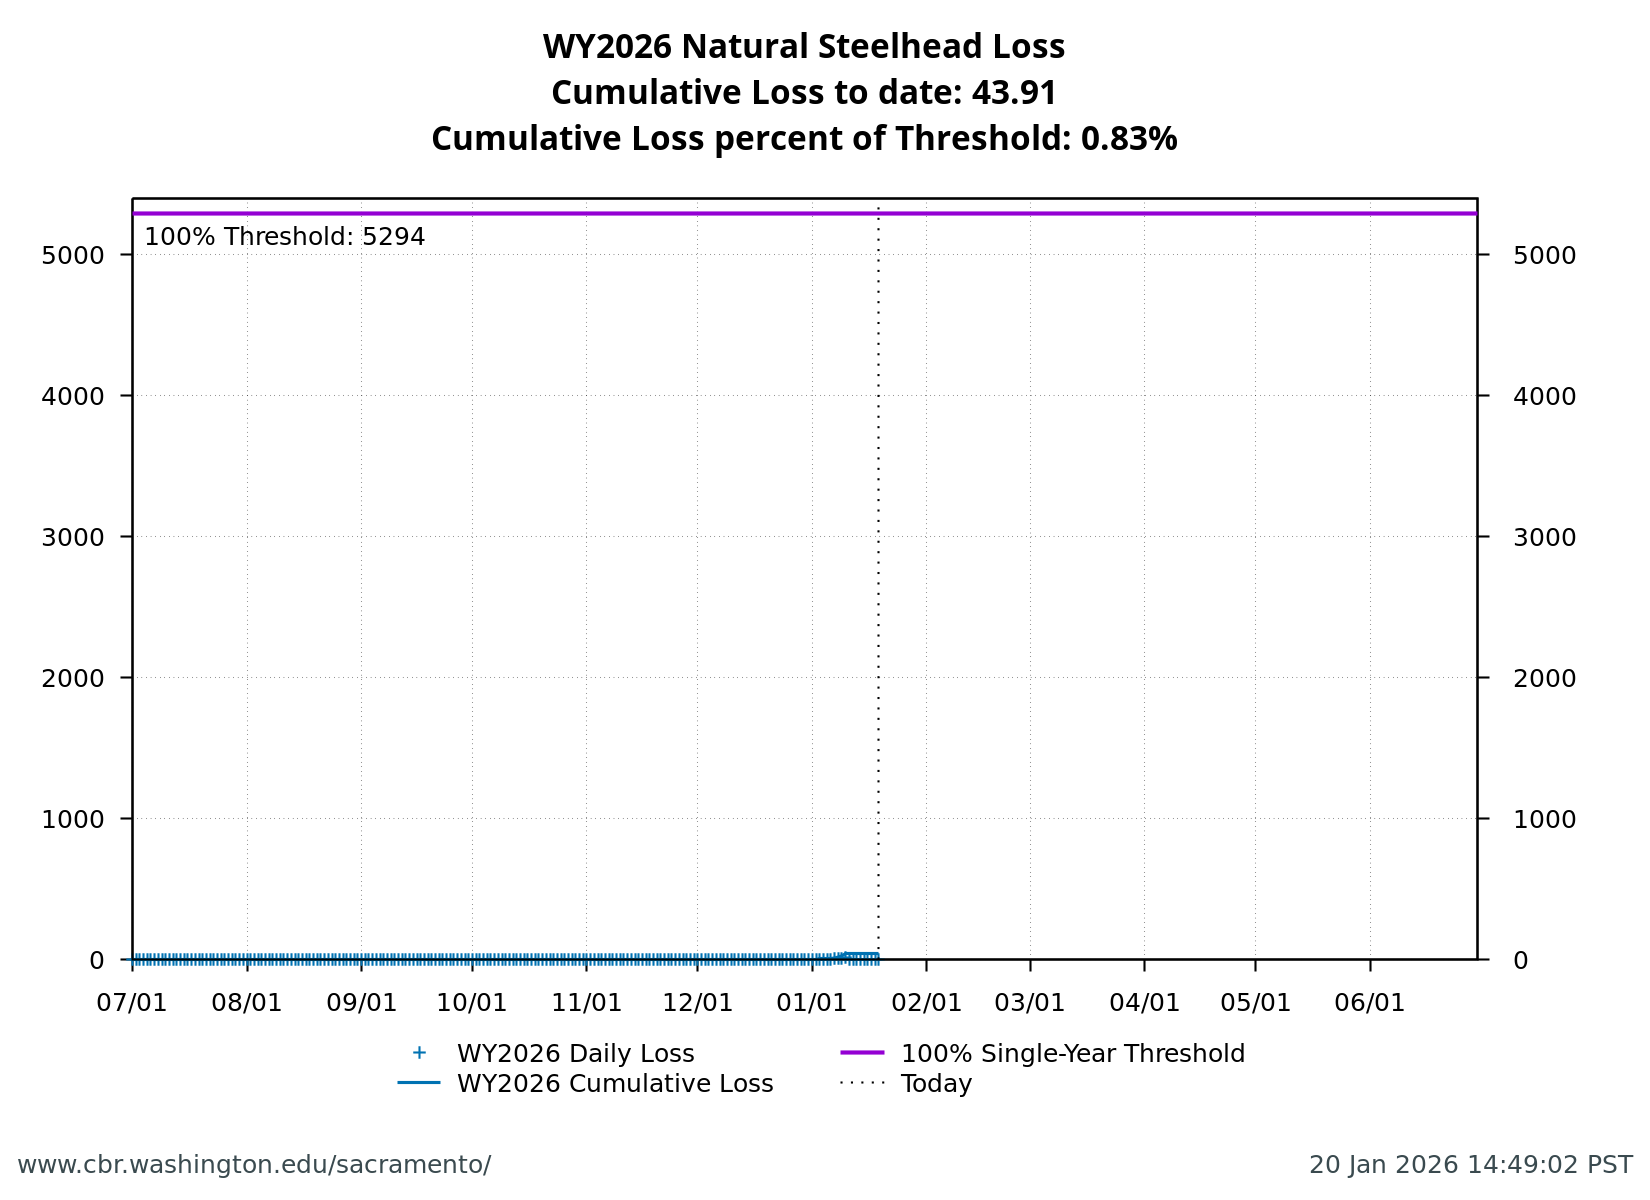 WY2026 Natural Steelhead Loss
Cumulative Loss to date: 43.91
Cumulative Loss percent of Threshold: 0.83%
100% Threshold: 5294
5000 5000
4000 4000
3000 3000
2000 2000
1000 1000
0 0
07/01 08/01 09/01 10/01 11/01 12/01 01/01 02/01 03/01 04/01 05/01 06/01
WY2026 Daily Loss 100% Single-Year Threshold
WY2026 Cumulative Loss Today
www.cbr.washington.edu/sacramento/ 20 Jan 2026 14:49:02 PST